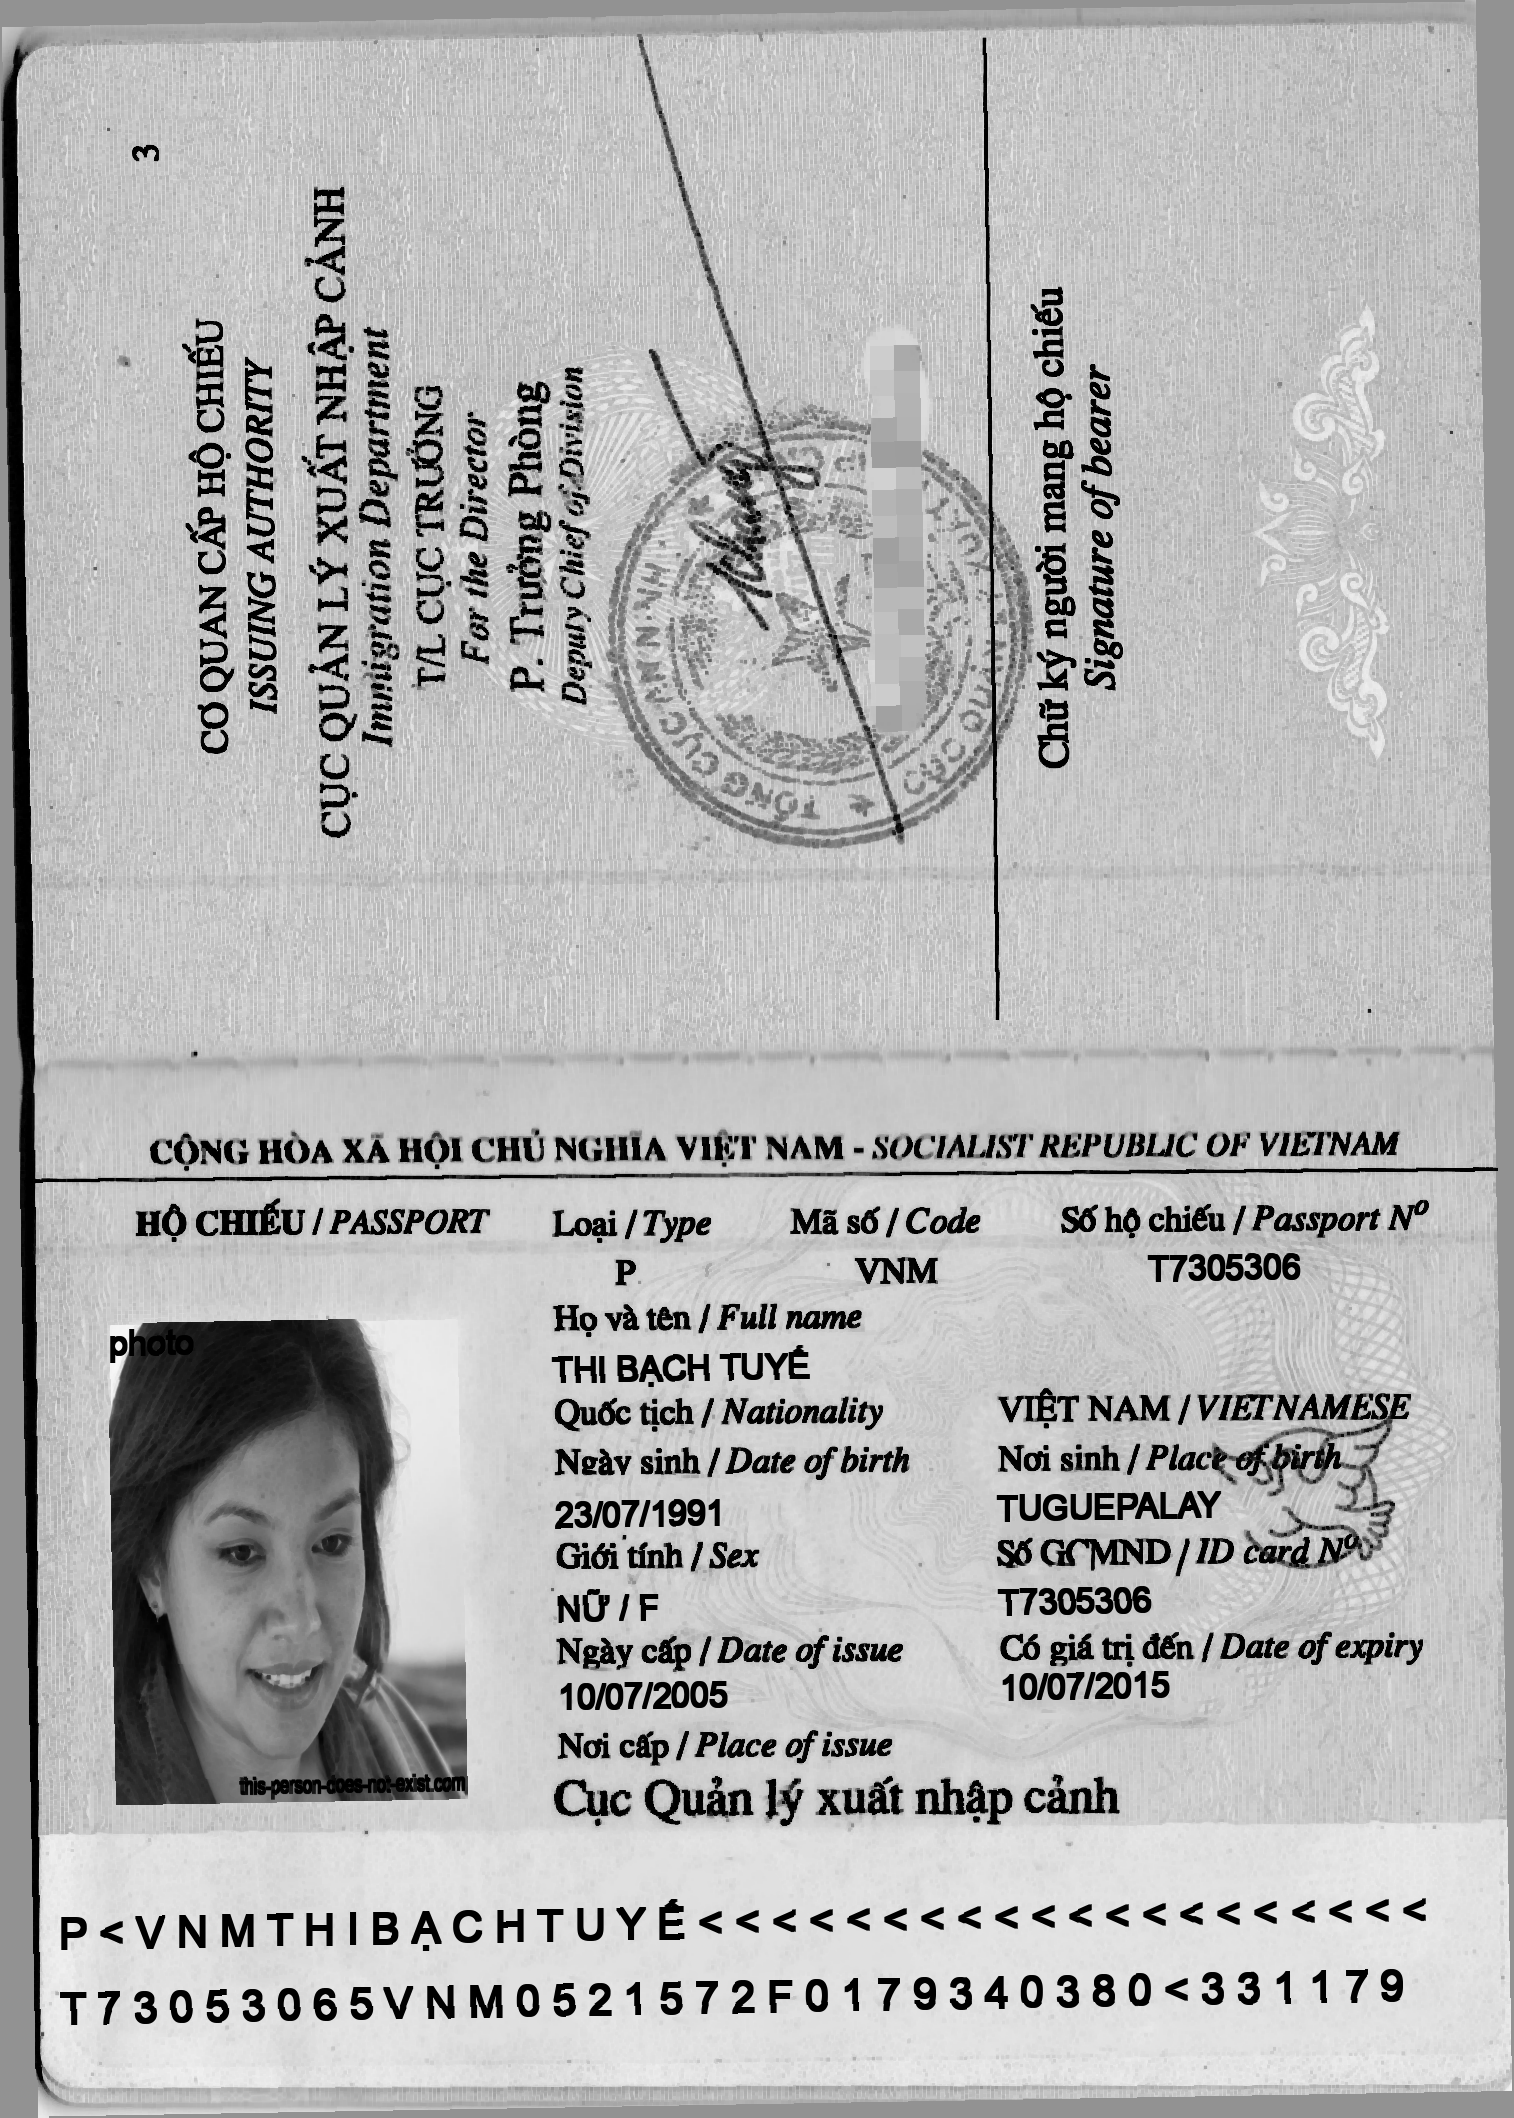 3
CƠ QUAN CẤP HỘ CHIẾU
ISSUING AUTHORITY
CỤC QUẢN LÝ XUẤT NHẬP CẢNH
Immigration Department
T/L CỤC TRƯỞNG
For the Director
P. Trưởng Phòng
Deputy Chief of Division
TỔNG CỤC AN NINH
CỤC QUẢN LÝ
Chữ ký người mang hộ chiếu
Signature of bearer
CỘNG HÒA XÃ HỘI CHỦ NGHĨA VIỆT NAM - SOCIALIST REPUBLIC OF VIETNAM
HỘ CHIẾU / PASSPORT Loại / Type Mã số / Code Số hộ chiếu / Passport Nº
P VNM T7305306
Họ và tên / Full name
photo
THI BẠCH TUYẾ
Quốc tịch / Nationality VIỆT NAM / VIETNAMESE
Ngày sinh / Date of birth Nơi sinh / Place of birth
23/07/1991 TUGUEPALAY
Giới tính / Sex Số GCMND / ID card Nº
NỮ / F T7305306
Ngày cấp / Date of issue Có giá trị đến / Date of expiry
10/07/2005 10/07/2015
Nơi cấp / Place of issue
this-person-does-not-exist.com
Cục Quản lý xuất nhập cảnh
P<VNMTHIBẠCHTUYẾ<<<<<<<<<<<<<<<<<<<<
T73053065VNM0521572F0179340380<331179